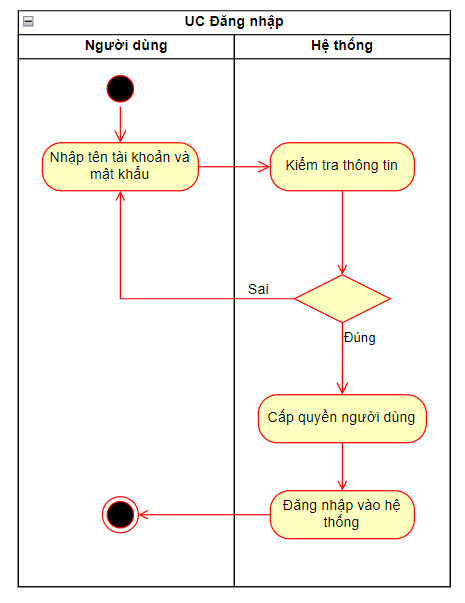 UC Đăng nhập
Người dùng
Hệ thống
Nhập tên tài khoản và
mật khẩu
Kiểm tra thông tin
Sai
Đúng
Cấp quyền người dùng
Đăng nhập vào hệ
thống